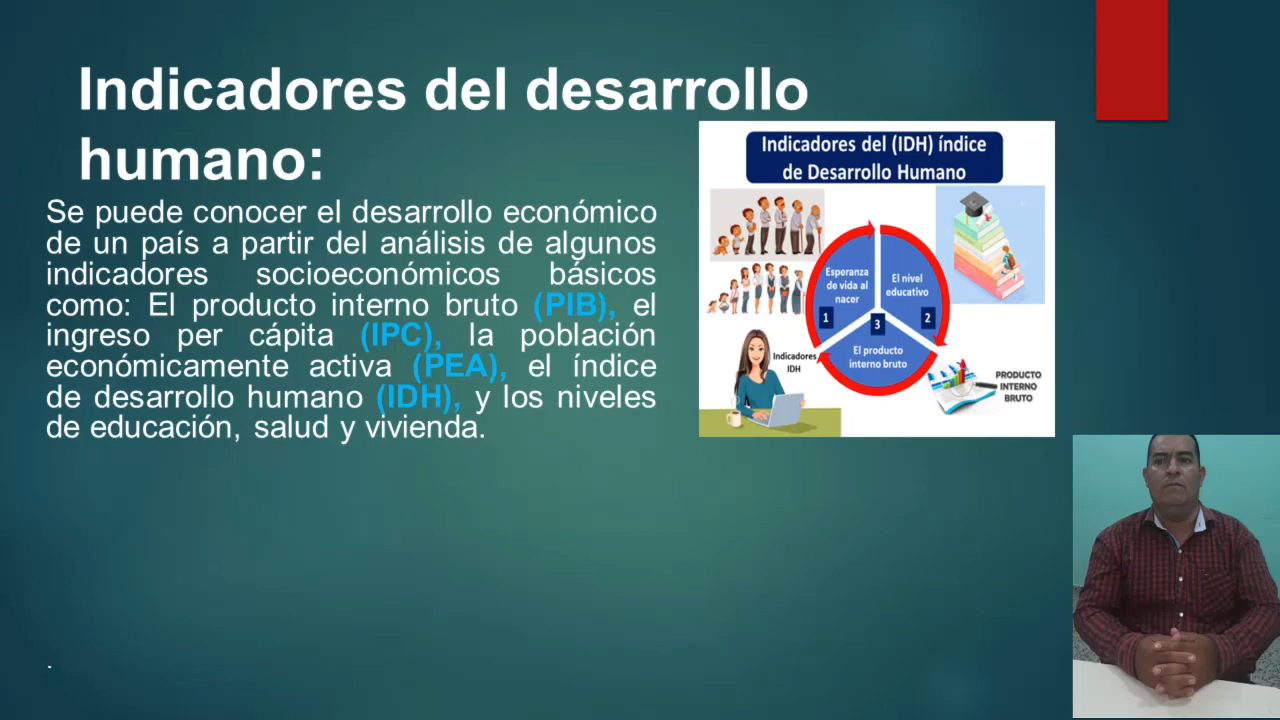 Indicadores del desarrollo
humano:
Se puede conocer el desarrollo económico
de un país a partir del análisis de algunos
indicadores socioeconómicos básicos
como: El producto interno bruto (PIB), el
ingreso per cápita (IPC), la población
económicamente activa (PEA), el índice
de desarrollo humano (IDH), y los niveles
de educación, salud y vivienda.
.
Indicadores del (IDH) índice
de Desarrollo Humano
Esperanza
de vida al
nacer
1
El nivel
educativo
2
3
El producto
interno bruto
Indicadores
IDH
PRODUCTO
INTERNO
BRUTO